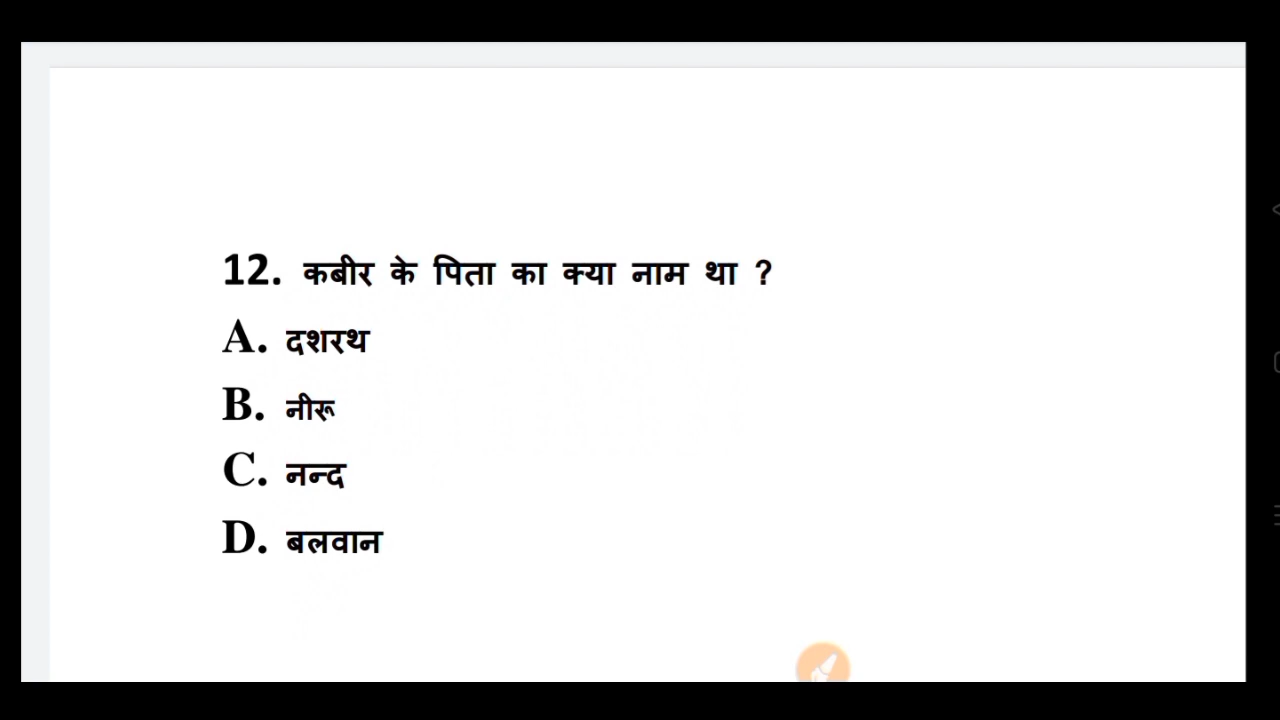 12. कबीर के पिता का क्या नाम था ?
A. दशरथ
B. नीरू
C. नन्द
D. बलवान